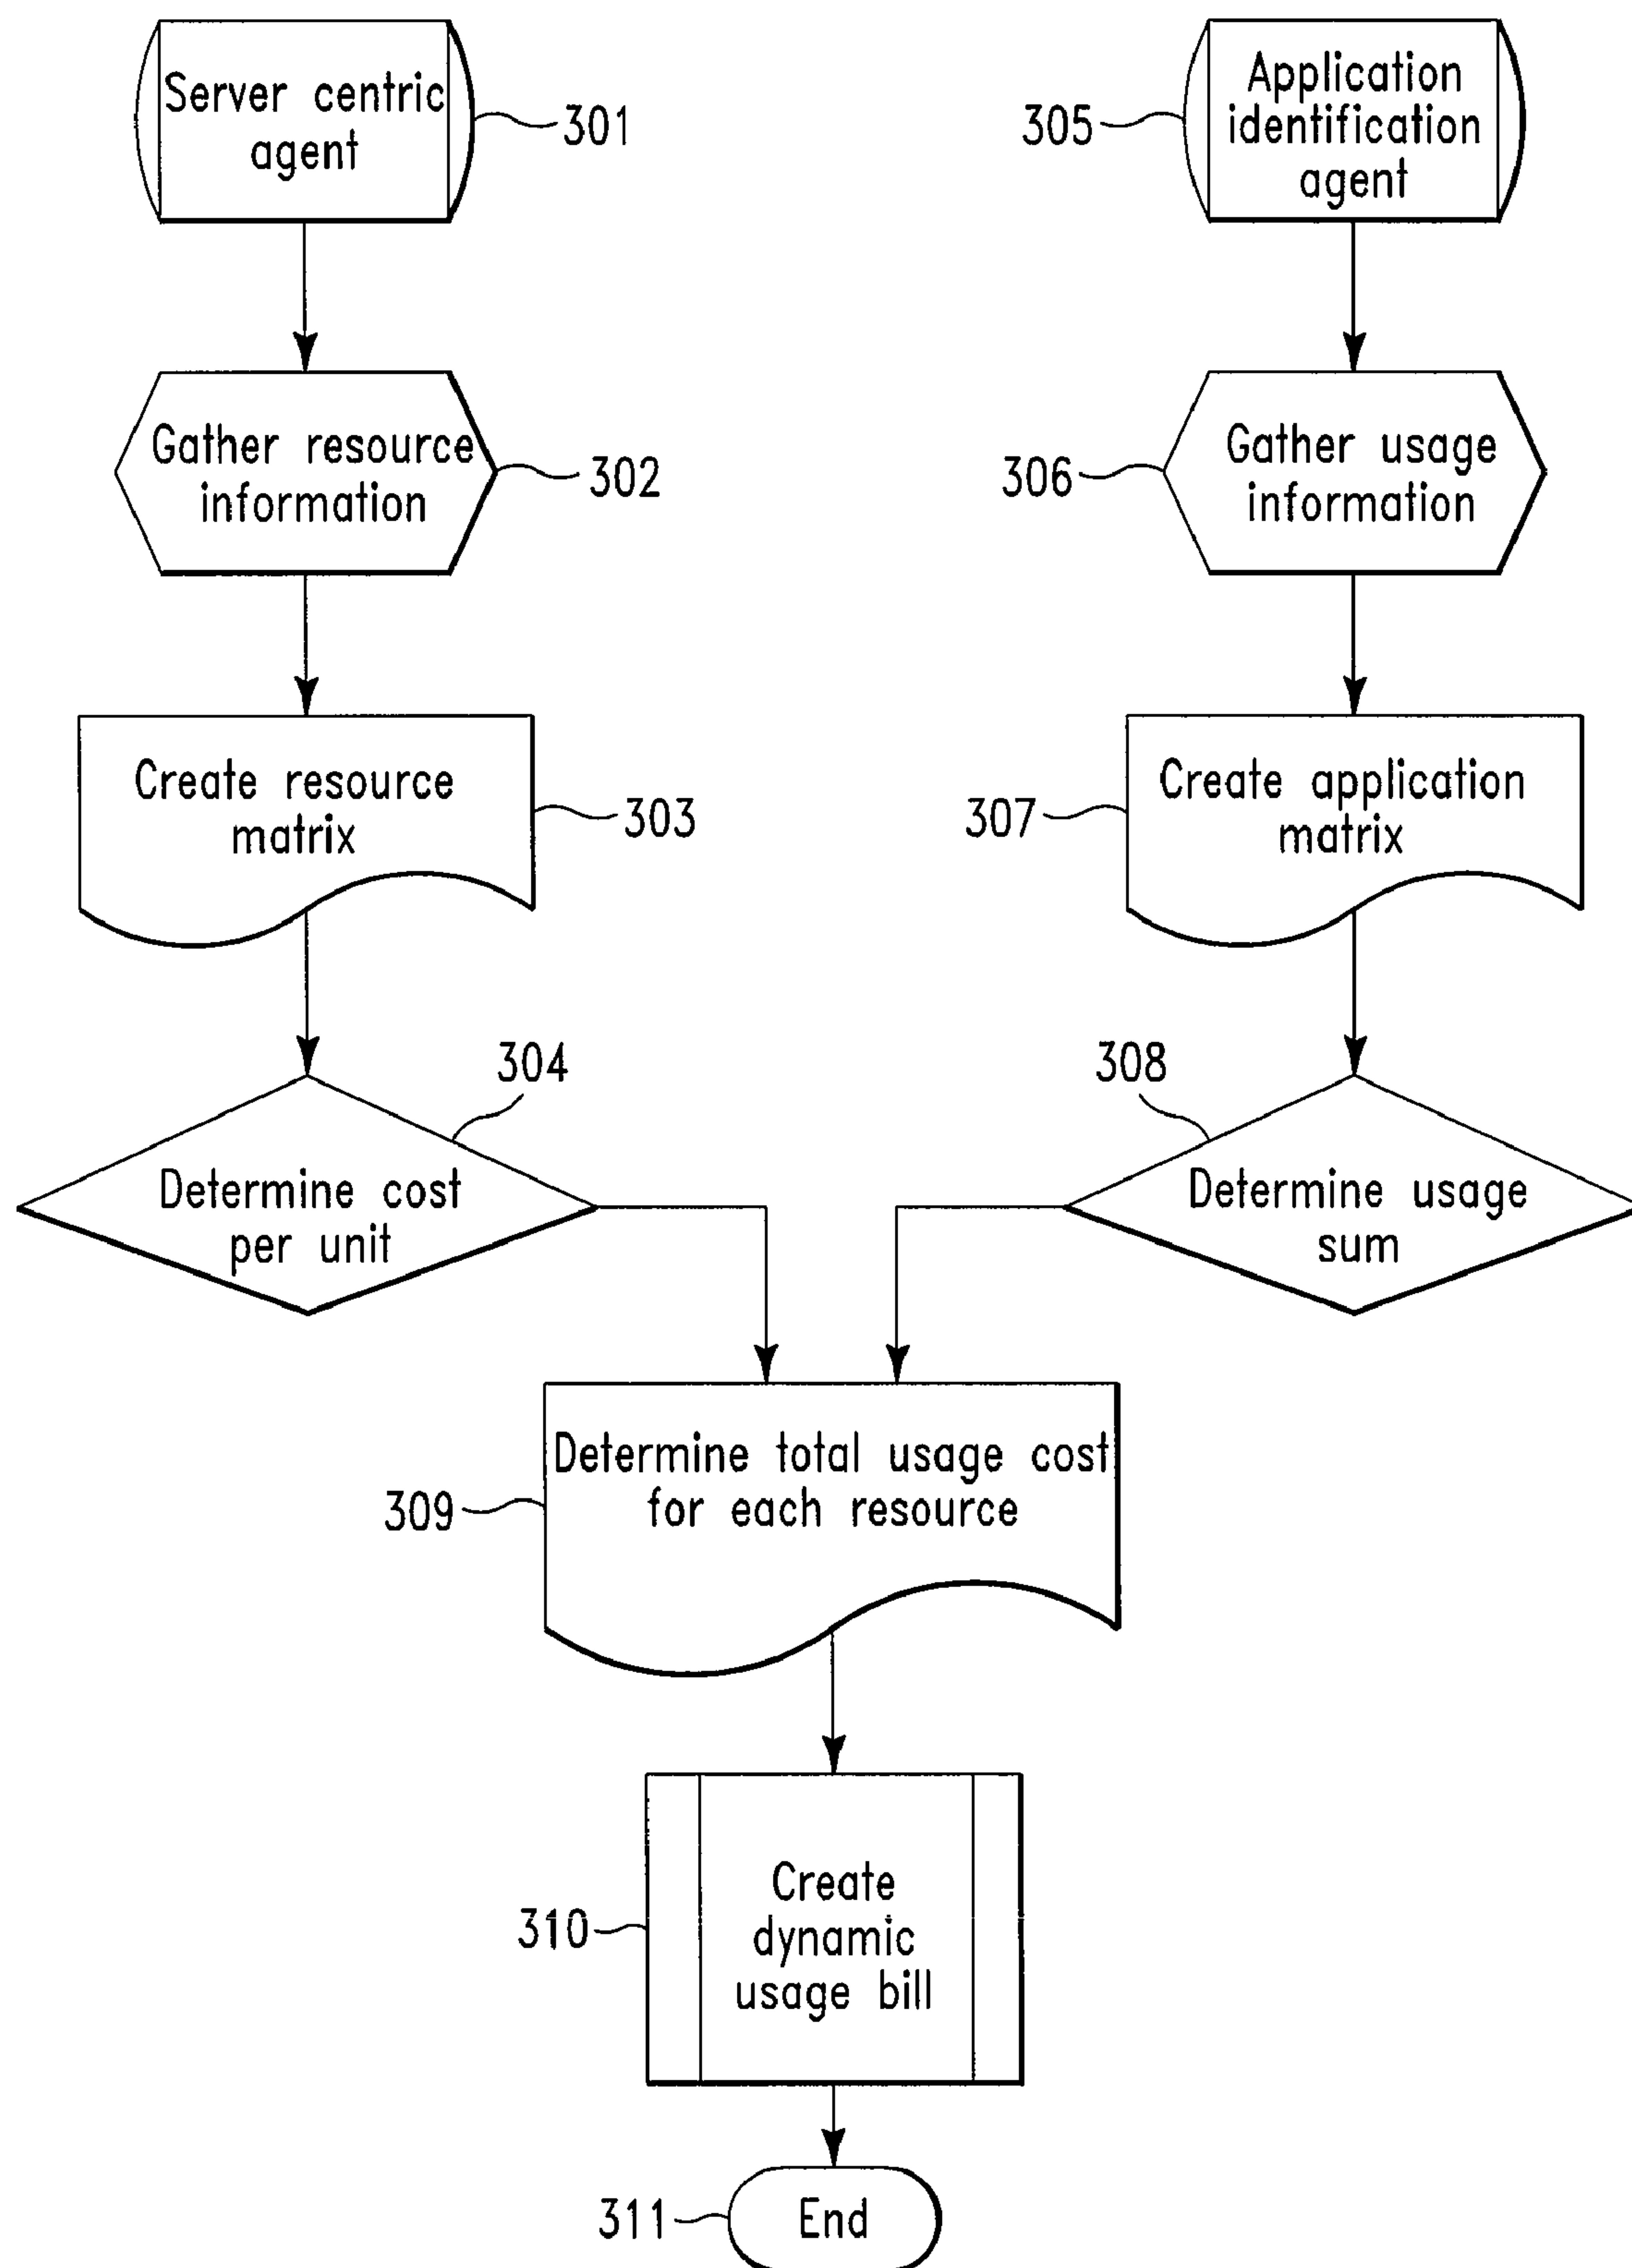 Server centric
agent
301
Application
identification
agent
305
Gather resource
information
302
Gather usage
information
306
Create resource
matrix
303
Create application
matrix
307
304
Determine cost
per unit
308
Determine usage
sum
Determine total usage cost
for each resource
309
Create
dynamic
usage bill
310
End
311